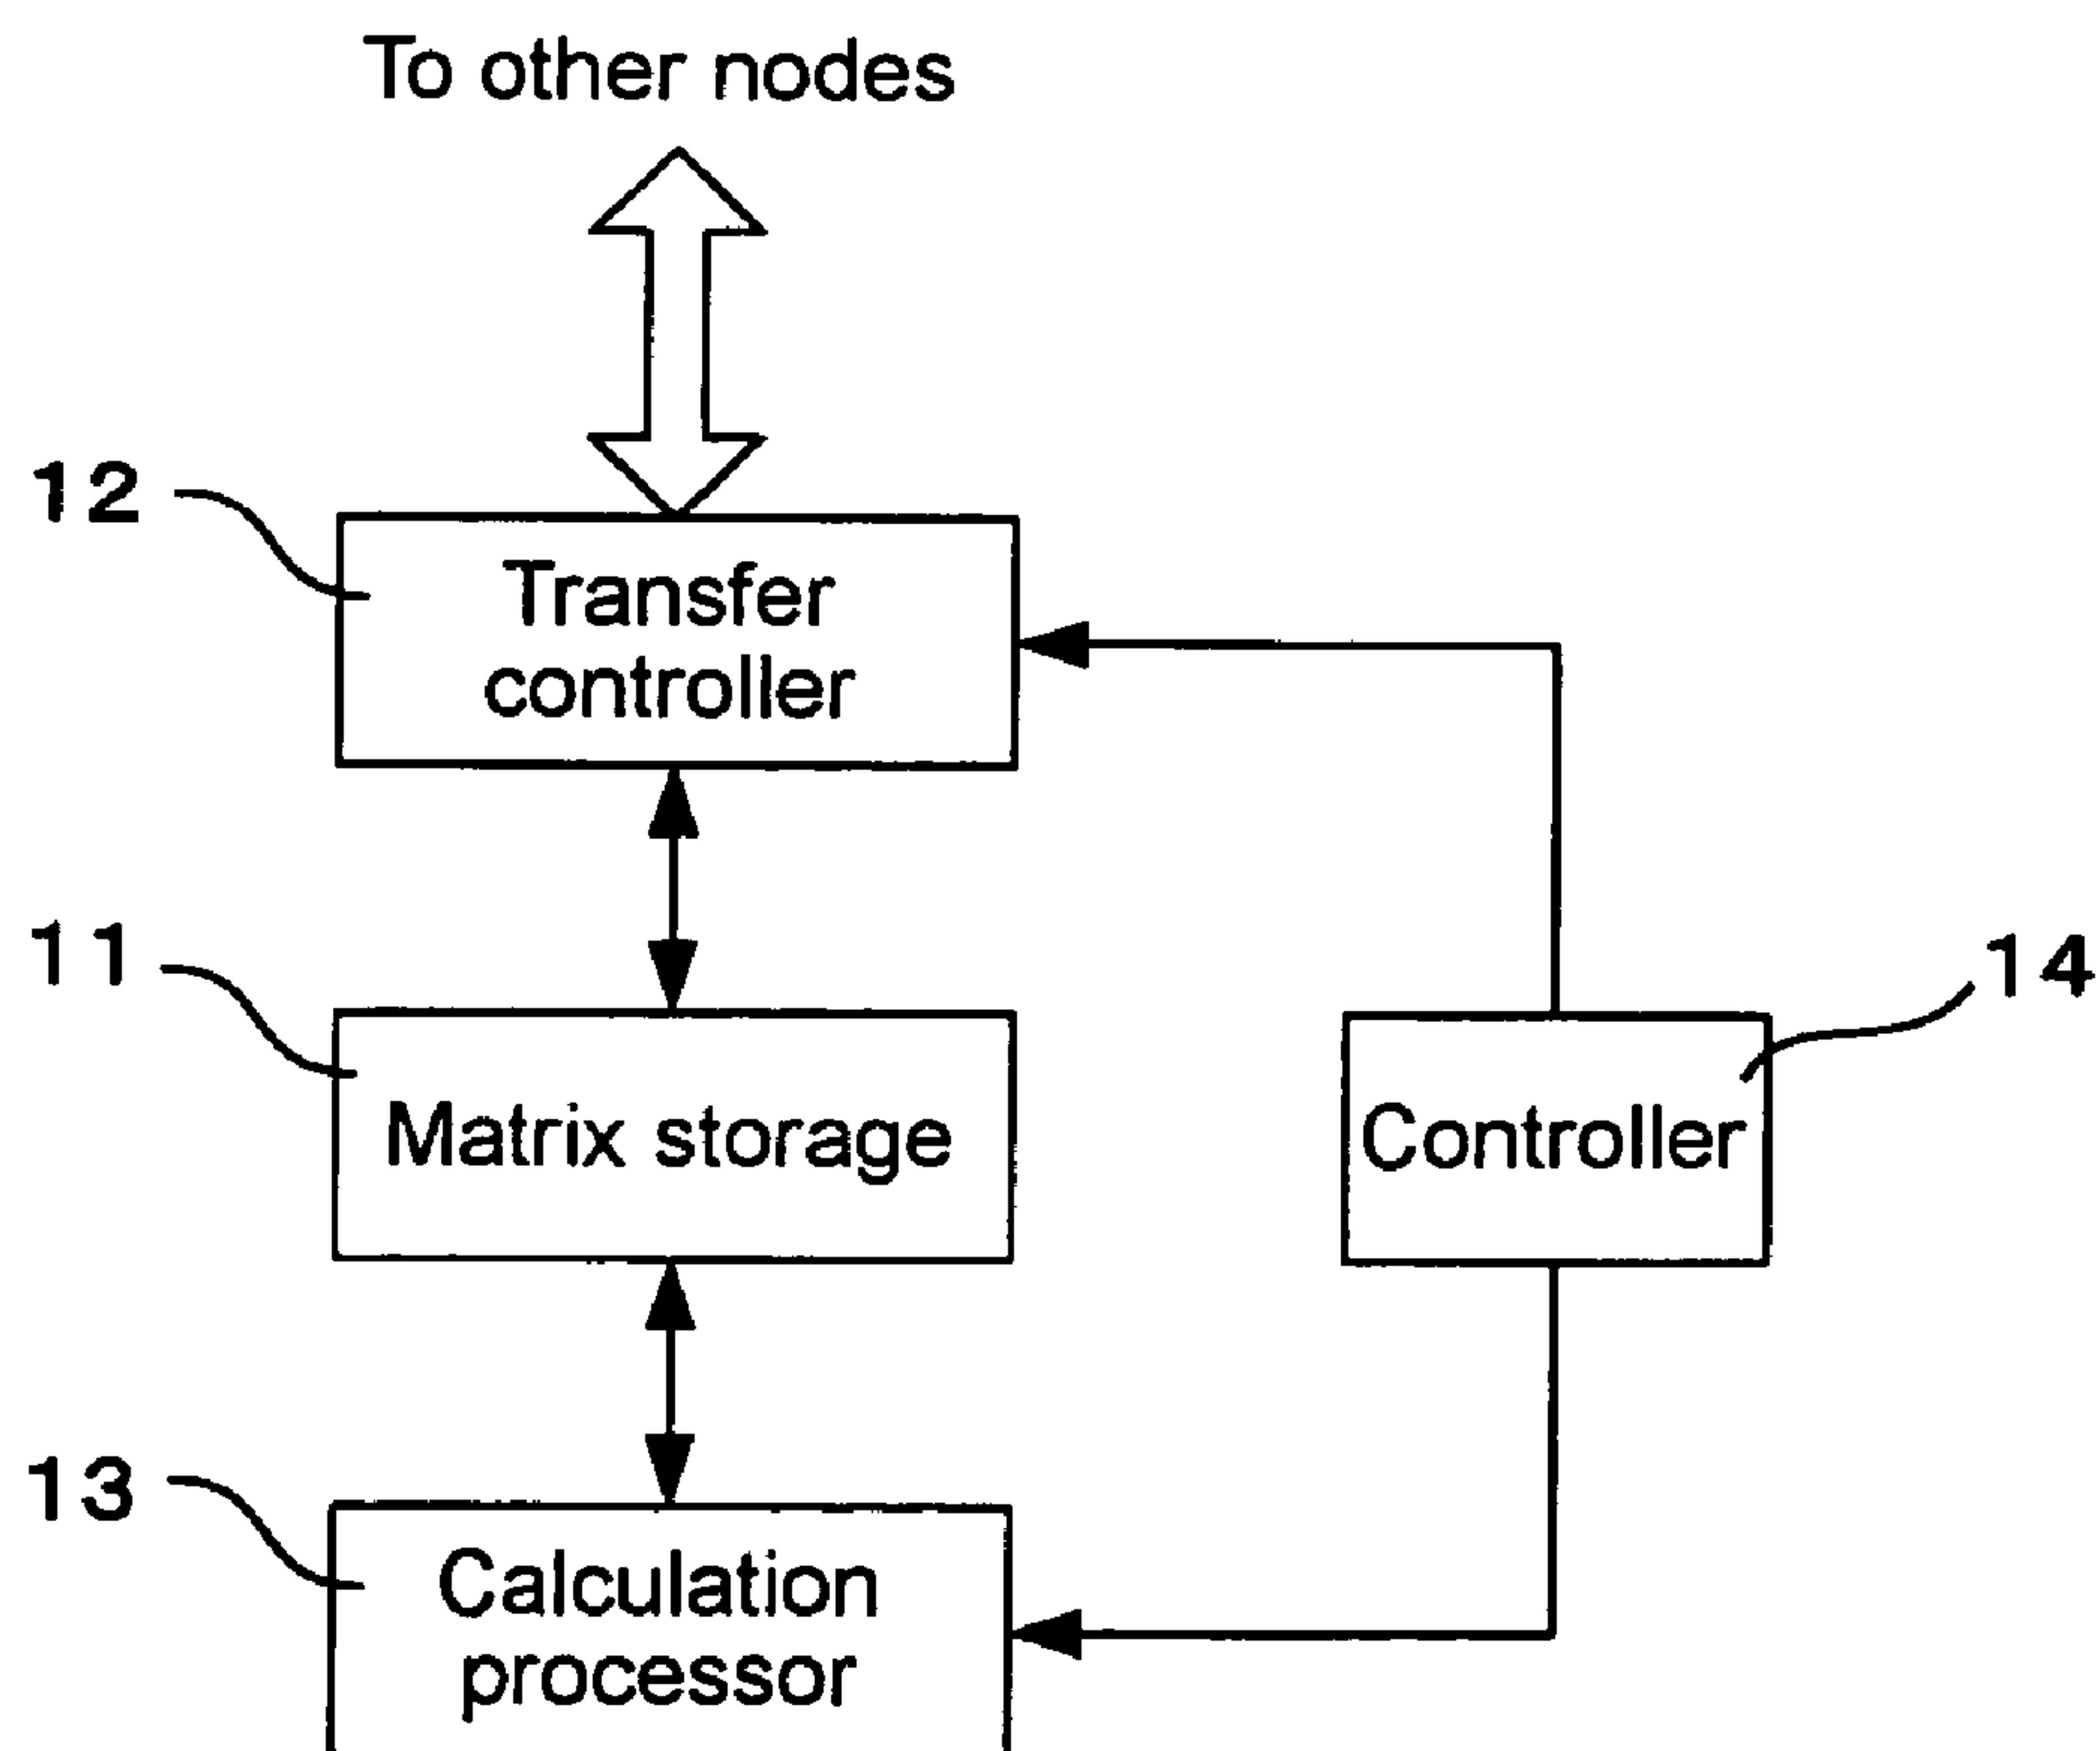 To other nodes
12
Transfer
controller
11
Matrix storage
14
Controller
13
Calculation
processor